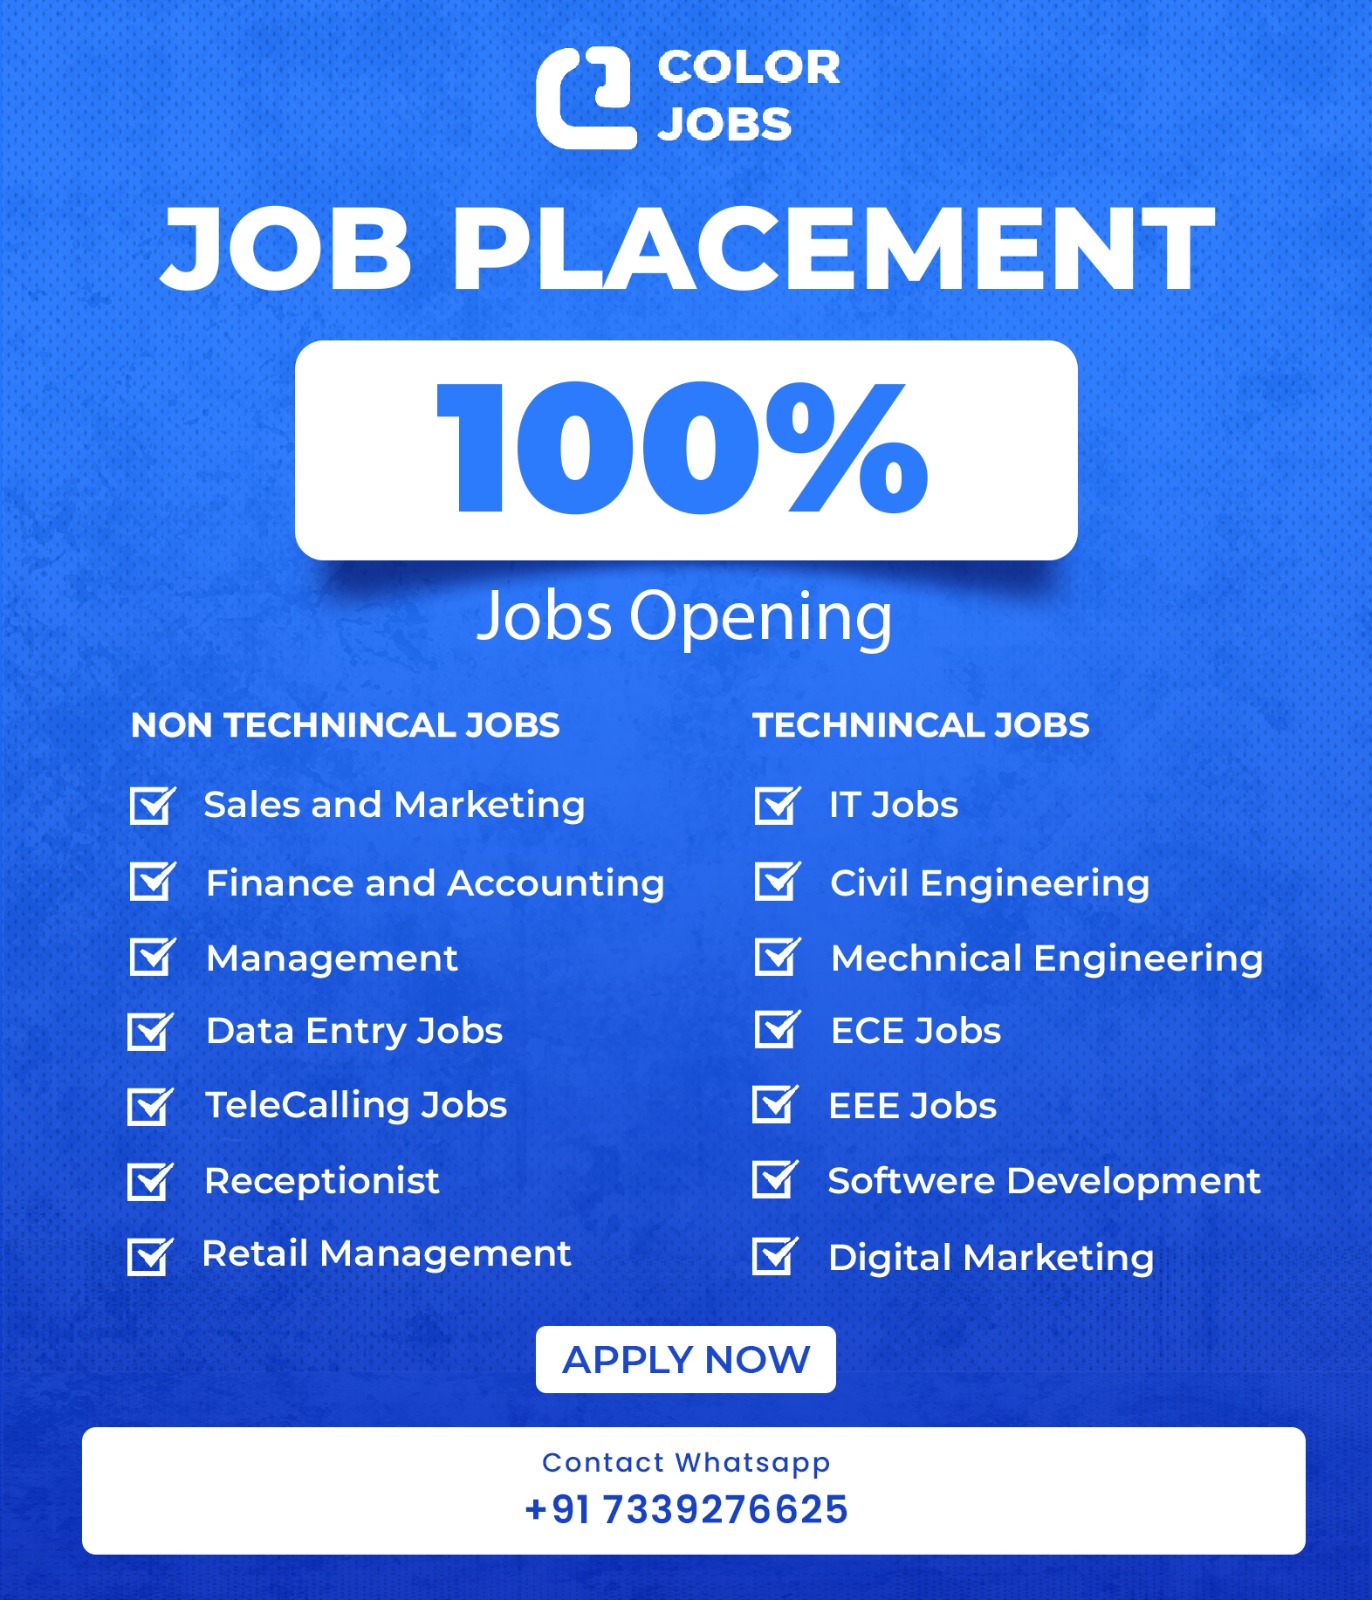 COLOR
JOBS
JOB PLACEMENT
100%
Jobs Opening
NON TECHNINCAL JOBS
Sales and Marketing
Finance and Accounting
Management
Data Entry Jobs
TeleCalling Jobs
Receptionist
Retail Management
TECHNINCAL JOBS
IT Jobs
Civil Engineering
Mechnical Engineering
ECE Jobs
EEE Jobs
Softwere Development
Digital Marketing
APPLY NOW
Contact Whatsapp
+91 7339276625